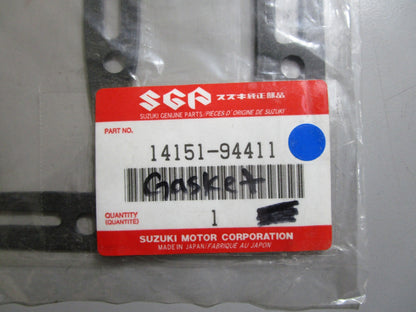 SGP スズキ純正部品
SUZUKI GENUINE PARTS/PIECES D'ORIGINE DE SUZUKI
PART NO.
14151-94411
Gasket
QUANTITY
(QUANTITÉ)
1
SUZUKI MOTOR CORPORATION
MADE IN JAPAN/FABRIQUÉ AU JAPON